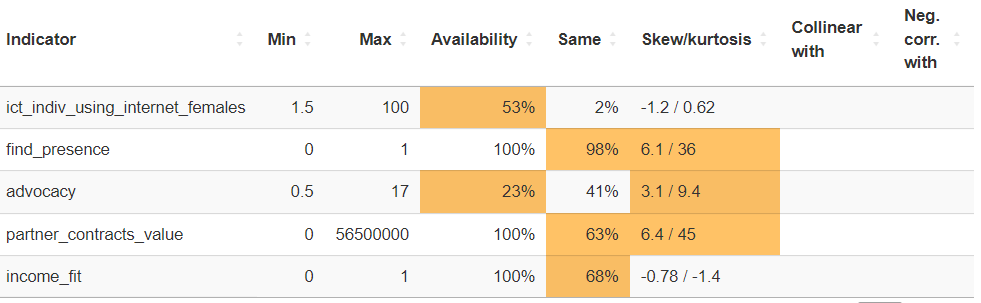 Indicator Min Max Availability Same Skew/kurtosis Collinear with Neg. corr. with
ict_indiv_using_internet_females 1.5 100 53% 2% -1.2 / 0.62
find_presence 0 1 100% 98% 6.1 / 36
advocacy 0.5 17 23% 41% 3.1 / 9.4
partner_contracts_value 0 56500000 100% 63% 6.4 / 45
income_fit 0 1 100% 68% -0.78 / -1.4